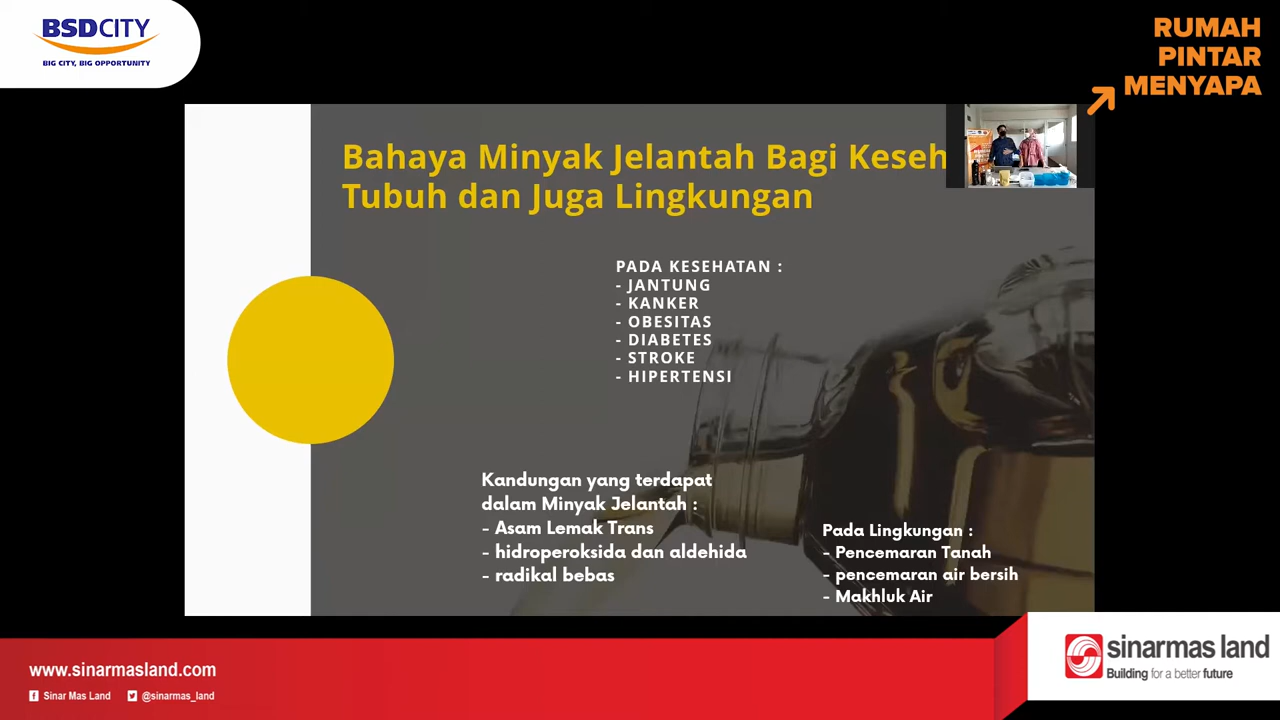 BSDCITY
BIG CITY, BIG OPPORTUNITY
RUMAH
PINTAR
MENYAPA
Bahaya Minyak Jelantah Bagi Keseh
Tubuh dan Juga Lingkungan
PADA KESEHATAN :
- JANTUNG
- KANKER
- OBESITAS
- DIABETES
- STROKE
- HIPERTENSI
Kandungan yang terdapat
dalam Minyak Jelantah :
- Asam Lemak Trans
- hidroperoksida dan aldehida
- radikal bebas
Pada Lingkungan :
- Pencemaran Tanah
- pencemaran air bersih
- Makhluk Air
www.sinarmasland.com
Sinar Mas Land
@sinarmas_land
sinarmas land
Building for a better future